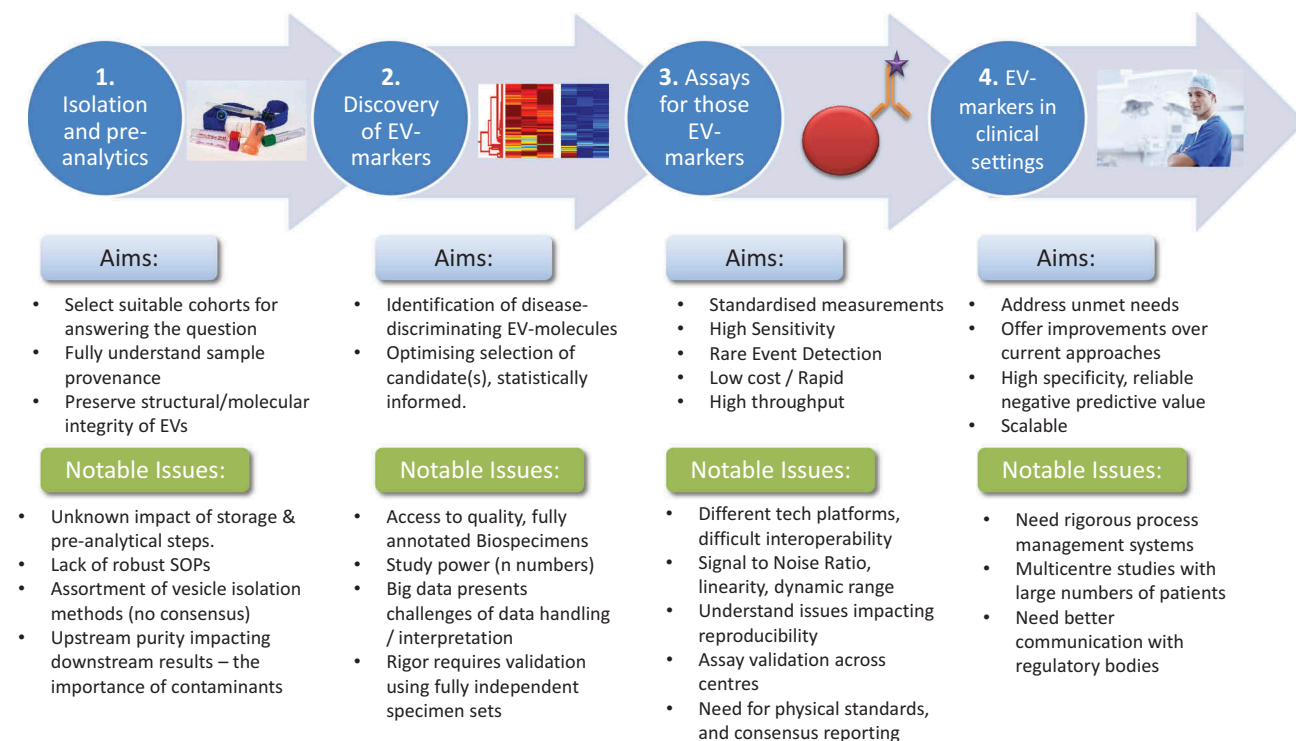 1.
Isolation
and pre-
analytics
2.
Discovery
of EV-
markers
3. Assays
for those
EV-
markers
4. EV-
markers in
clinical
settings
Aims:
• Select suitable cohorts for
answering the question
• Fully understand sample
provenance
• Preserve structural/molecular
integrity of EVs
Notable Issues:
• Unknown impact of storage &
pre-analytical steps.
• Lack of robust SOPs
• Assortment of vesicle isolation
methods (no consensus)
• Upstream purity impacting
downstream results – the
importance of contaminants
Aims:
• Identification of disease-
discriminating EV-molecules
• Optimising selection of
candidate(s), statistically
informed.
Notable Issues:
• Access to quality, fully
annotated Biospecimens
• Study power (n numbers)
• Big data presents
challenges of data handling
/ interpretation
• Rigor requires validation
using fully independent
specimen sets
Aims:
• Standardised measurements
• High Sensitivity
• Rare Event Detection
• Low cost / Rapid
• High throughput
Notable Issues:
• Different tech platforms,
difficult interoperability
• Signal to Noise Ratio,
linearity, dynamic range
• Understand issues impacting
reproducibility
• Assay validation across
centres
• Need for physical standards,
and consensus reporting
Aims:
• Address unmet needs
• Offer improvements over
current approaches
• High specificity, reliable
negative predictive value
• Scalable
Notable Issues:
• Need rigorous process
management systems
• Multicentre studies with
large numbers of patients
• Need better
communication with
regulatory bodies